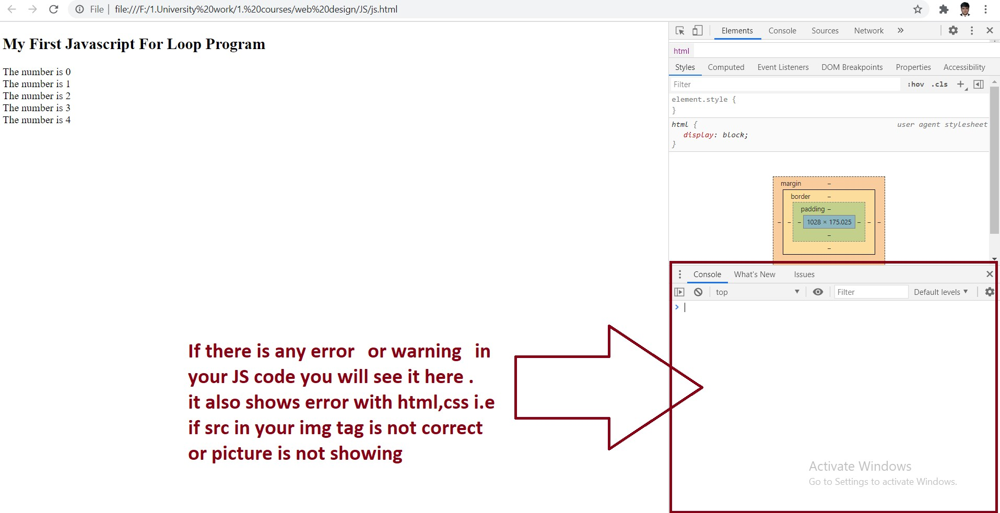 File
file:///F:/1.University%20work/1.%20courses/web%20design/JS/js.html
My First Javascript For Loop Program
The number is 0
The number is 1
The number is 2
The number is 3
The number is 4
Elements Console Sources Network »
html
Styles Computed Event Listeners DOM Breakpoints Properties Accessibility
Filter :hov .cls +
element.style {
}
html { user agent stylesheet
display: block;
}
margin –
border –
padding –
– – – 1028 × 175.025 – – –
–
–
Console What's New Issues
top Filter Default levels
>
If there is any error or warning in
your JS code you will see it here .
it also shows error with html,css i.e
if src in your img tag is not correct
or picture is not showing
Activate Windows
Go to Settings to activate Windows.